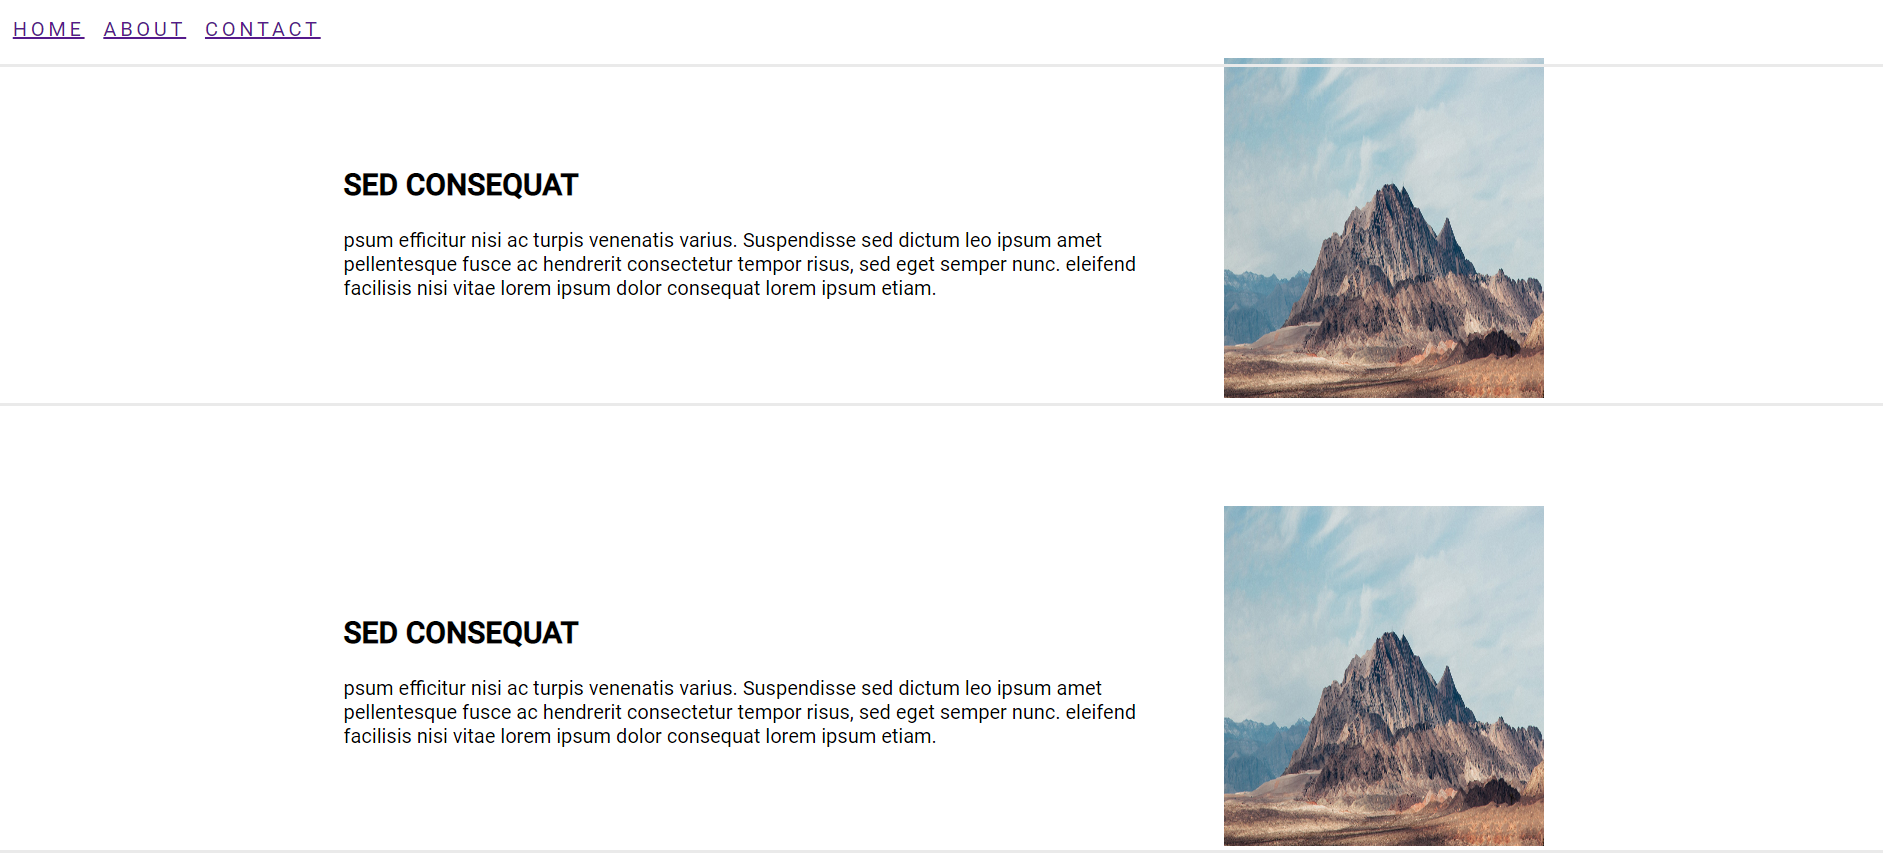 HOME ABOUT CONTACT
SED CONSEQUAT
psum efficitur nisi ac turpis venenatis varius. Suspendisse sed dictum leo ipsum amet
pellentesque fusce ac hendrerit consectetur tempor risus, sed eget semper nunc. eleifend
facilisis nisi vitae lorem ipsum dolor consequat lorem ipsum etiam.
SED CONSEQUAT
psum efficitur nisi ac turpis venenatis varius. Suspendisse sed dictum leo ipsum amet
pellentesque fusce ac hendrerit consectetur tempor risus, sed eget semper nunc. eleifend
facilisis nisi vitae lorem ipsum dolor consequat lorem ipsum etiam.